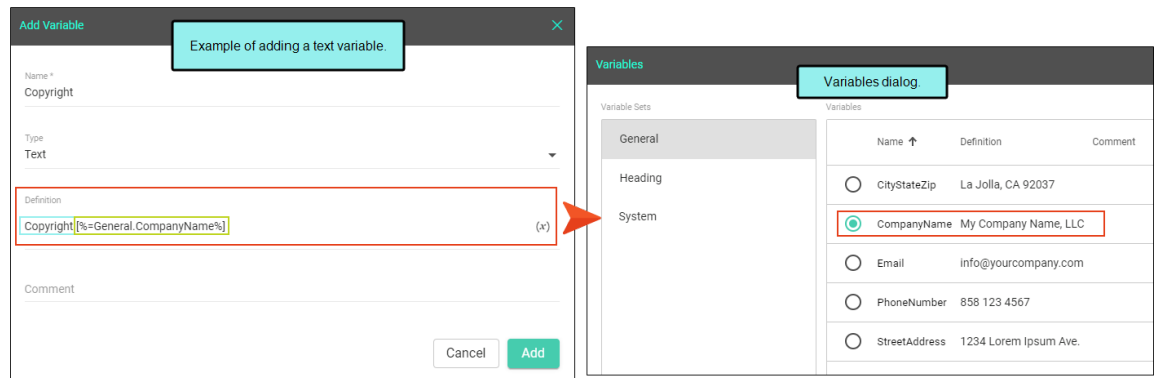 Add Variable
Example of adding a text variable.
Name *
Copyright
Type
Text
Definition
Copyright [%=General.CompanyName%]
(x)
Comment
Cancel Add
Variables
Variables dialog.
Variable Sets
General
Heading
System
Variables
Name Definition Comment
CityStateZip La Jolla, CA 92037
CompanyName My Company Name, LLC
Email info@yourcompany.com
PhoneNumber 858 123 4567
StreetAddress 1234 Lorem Ipsum Ave.